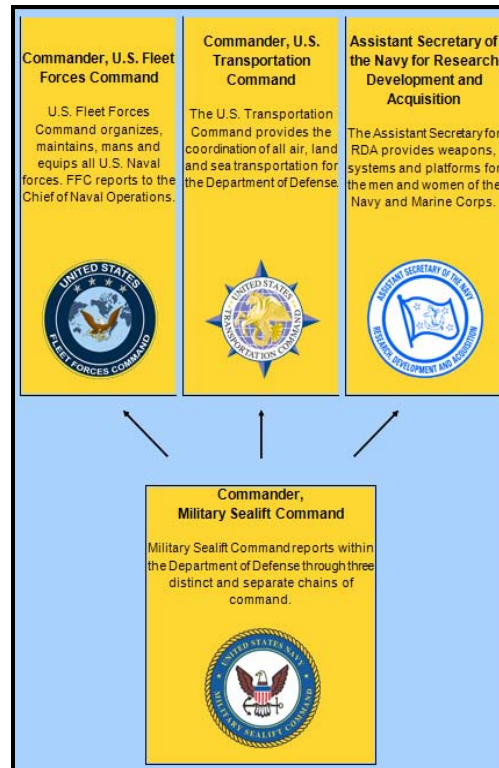 Commander, U.S. Fleet
Forces Command
U.S. Fleet Forces
Command organizes,
maintains, mans and
equips all U.S. Naval
forces. FFC reports to the
Chief of Naval Operations.
UNITED STATES
FLEET FORCES COMMAND
Commander, U.S.
Transportation
Command
The U.S. Transportation
Command provides the
coordination of all air, land
and sea transportation for
the Department of Defense.
UNITED STATES
TRANSPORTATION COMMAND
Assistant Secretary of
the Navy for Research
Development and
Acquisition
The Assistant Secretary for
RDA provides weapons,
systems and platforms for
the men and women of the
Navy and Marine Corps.
ASSISTANT SECRETARY OF THE NAVY
RESEARCH, DEVELOPMENT AND ACQUISITION
Commander,
Military Sealift Command
Military Sealift Command reports within
the Department of Defense through three
distinct and separate chains of
command.
UNITED STATES NAVY
MILITARY SEALIFT COMMAND